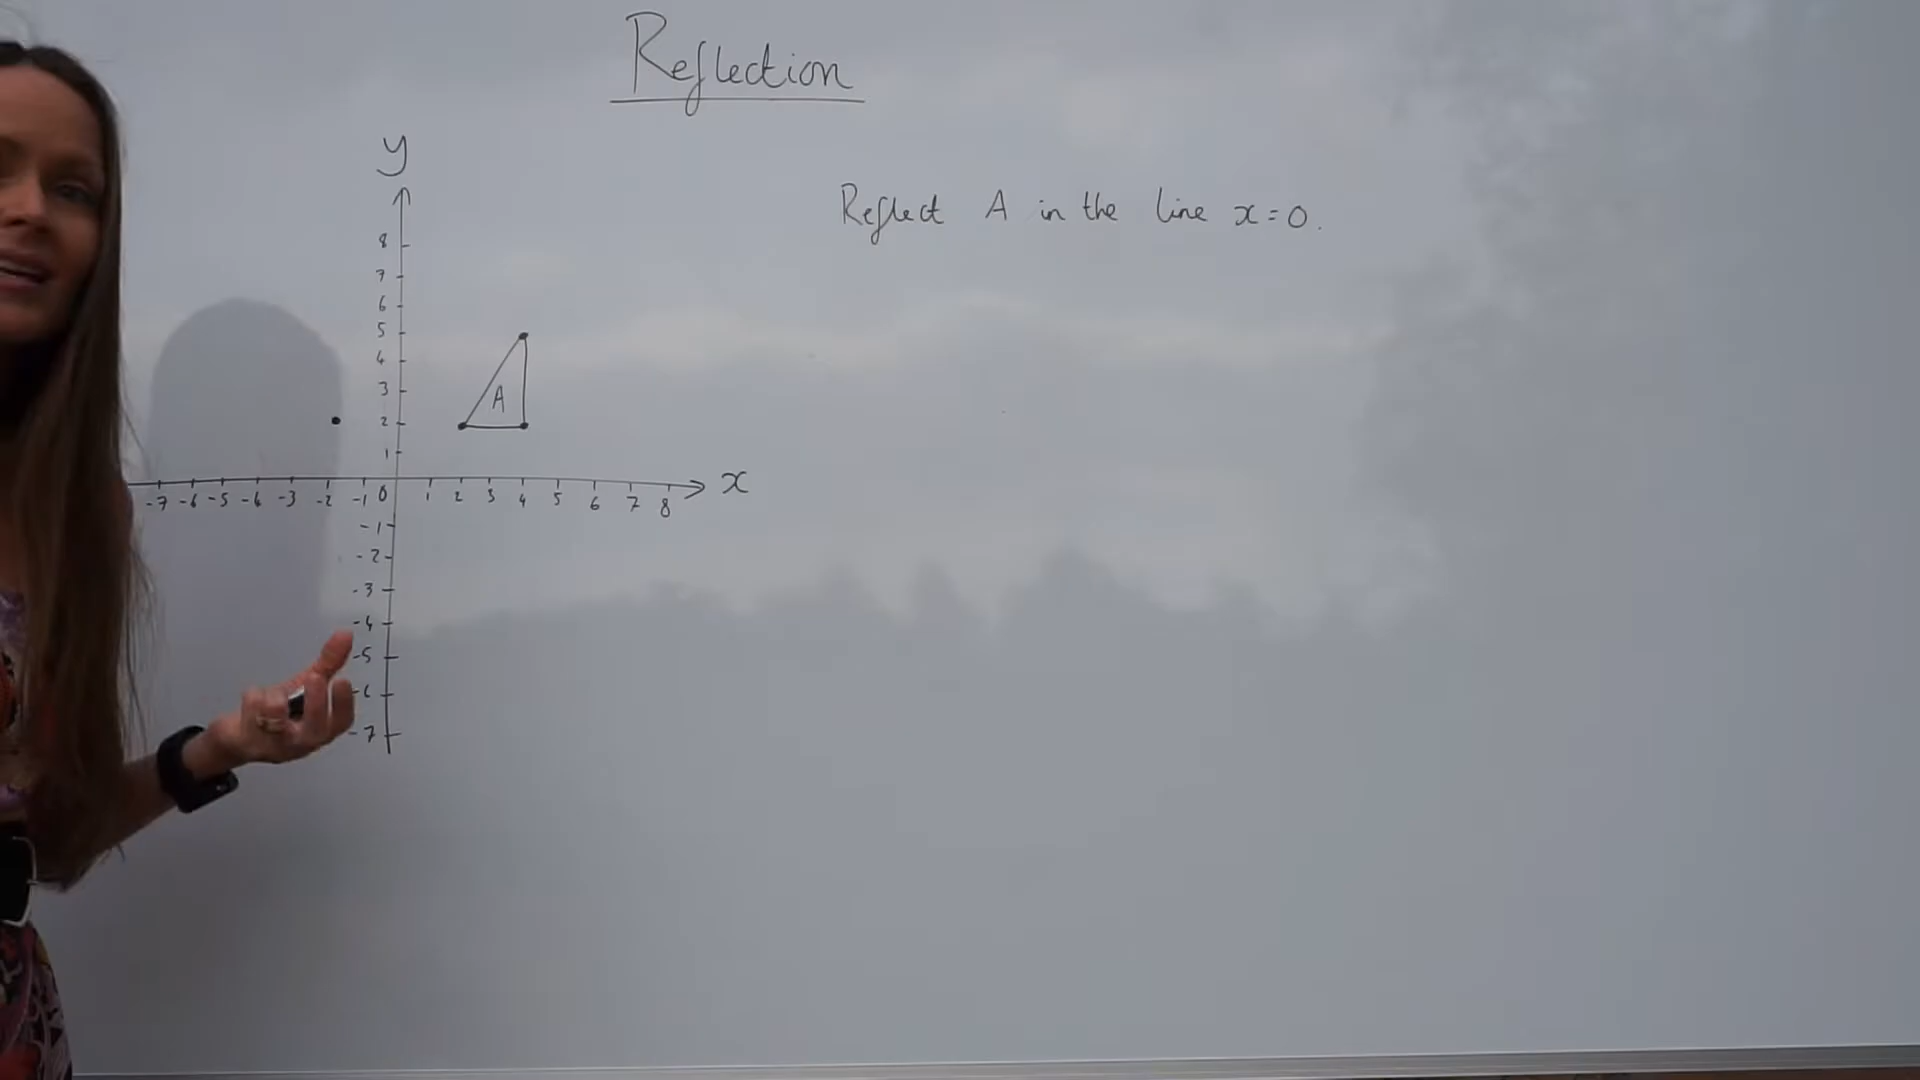 Reflection
y
Reflect A in the line x=0.
8
7
6
5
4
3
A
2
1
-7 -6 -5 -4 -3 -2 -1 0 1 2 3 4 5 6 7 8
x
-1
-2
-3
-4
-5
-6
-7